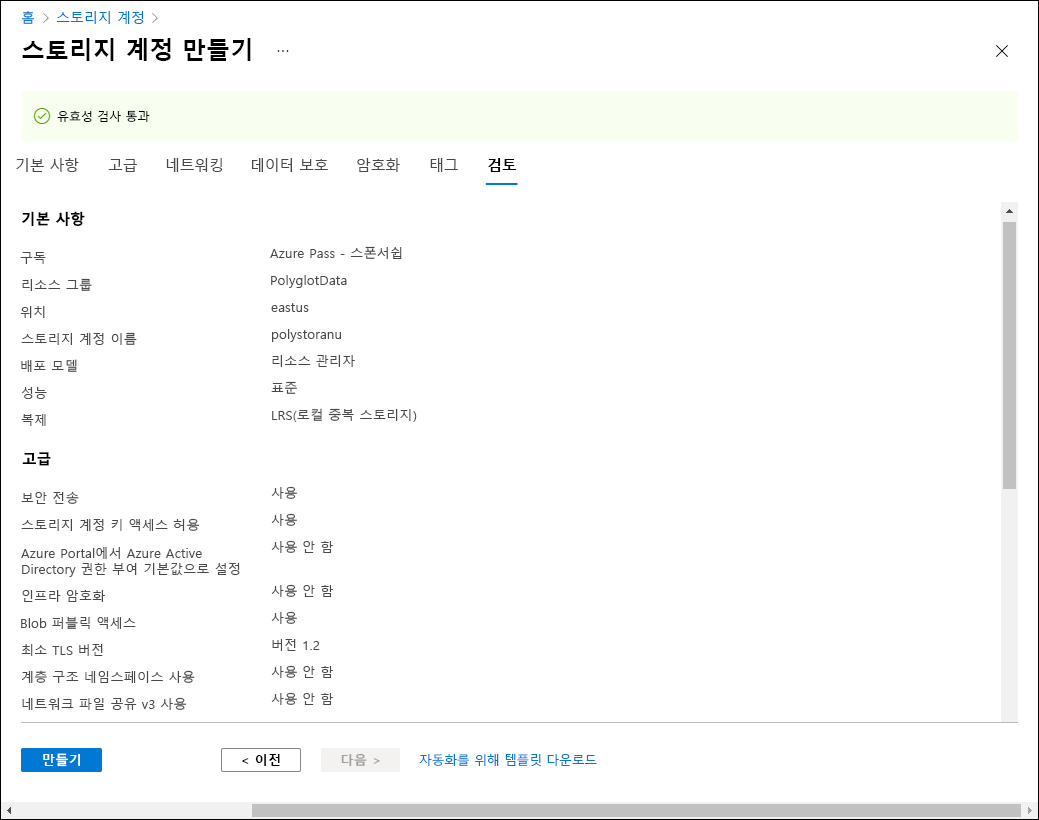 홈 > 스토리지 계정 >
스토리지 계정 만들기 ...
유효성 검사 통과
기본 사항 고급 네트워킹 데이터 보호 암호화 태그 검토
기본 사항
구독 Azure Pass - 스폰서쉽
리소스 그룹 PolyglotData
위치 eastus
스토리지 계정 이름 polystoranu
배포 모델 리소스 관리자
성능 표준
복제 LRS(로컬 중복 스토리지)
고급
보안 전송 사용
스토리지 계정 키 액세스 허용 사용
Azure Portal에서 Azure Active 사용 안 함
Directory 권한 부여 기본값으로 설정
인프라 암호화 사용 안 함
Blob 퍼블릭 액세스 사용
최소 TLS 버전 버전 1.2
계층 구조 네임스페이스 사용 사용 안 함
네트워크 파일 공유 v3 사용 사용 안 함
만들기 < 이전 다음 > 자동화를 위해 템플릿 다운로드